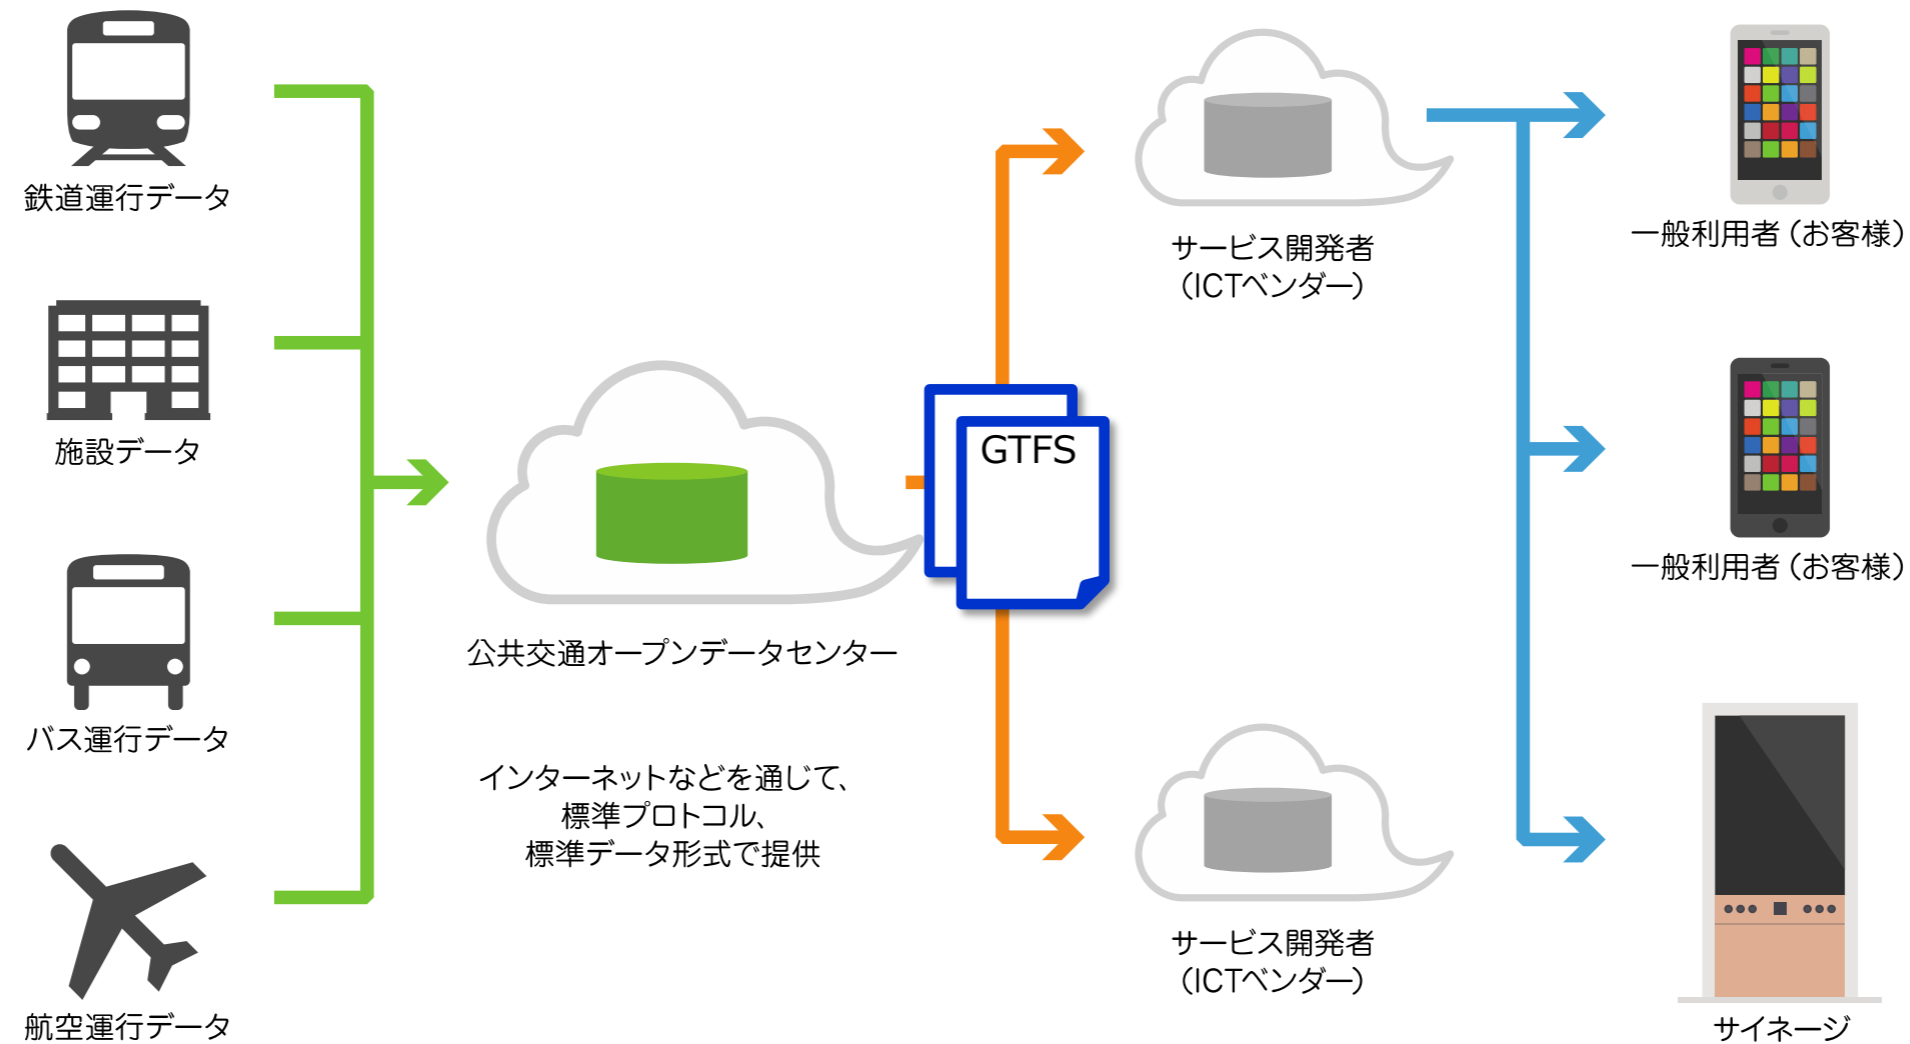 鉄道運行データ
施設データ
バス運行データ
航空運行データ
公共交通オープンデータセンター
インターネットなどを通じて、
標準プロトコル、
標準データ形式で提供
GTFS
サービス開発者
(ICTベンダー)
サービス開発者
(ICTベンダー)
一般利用者(お客様)
一般利用者(お客様)
サイネージ